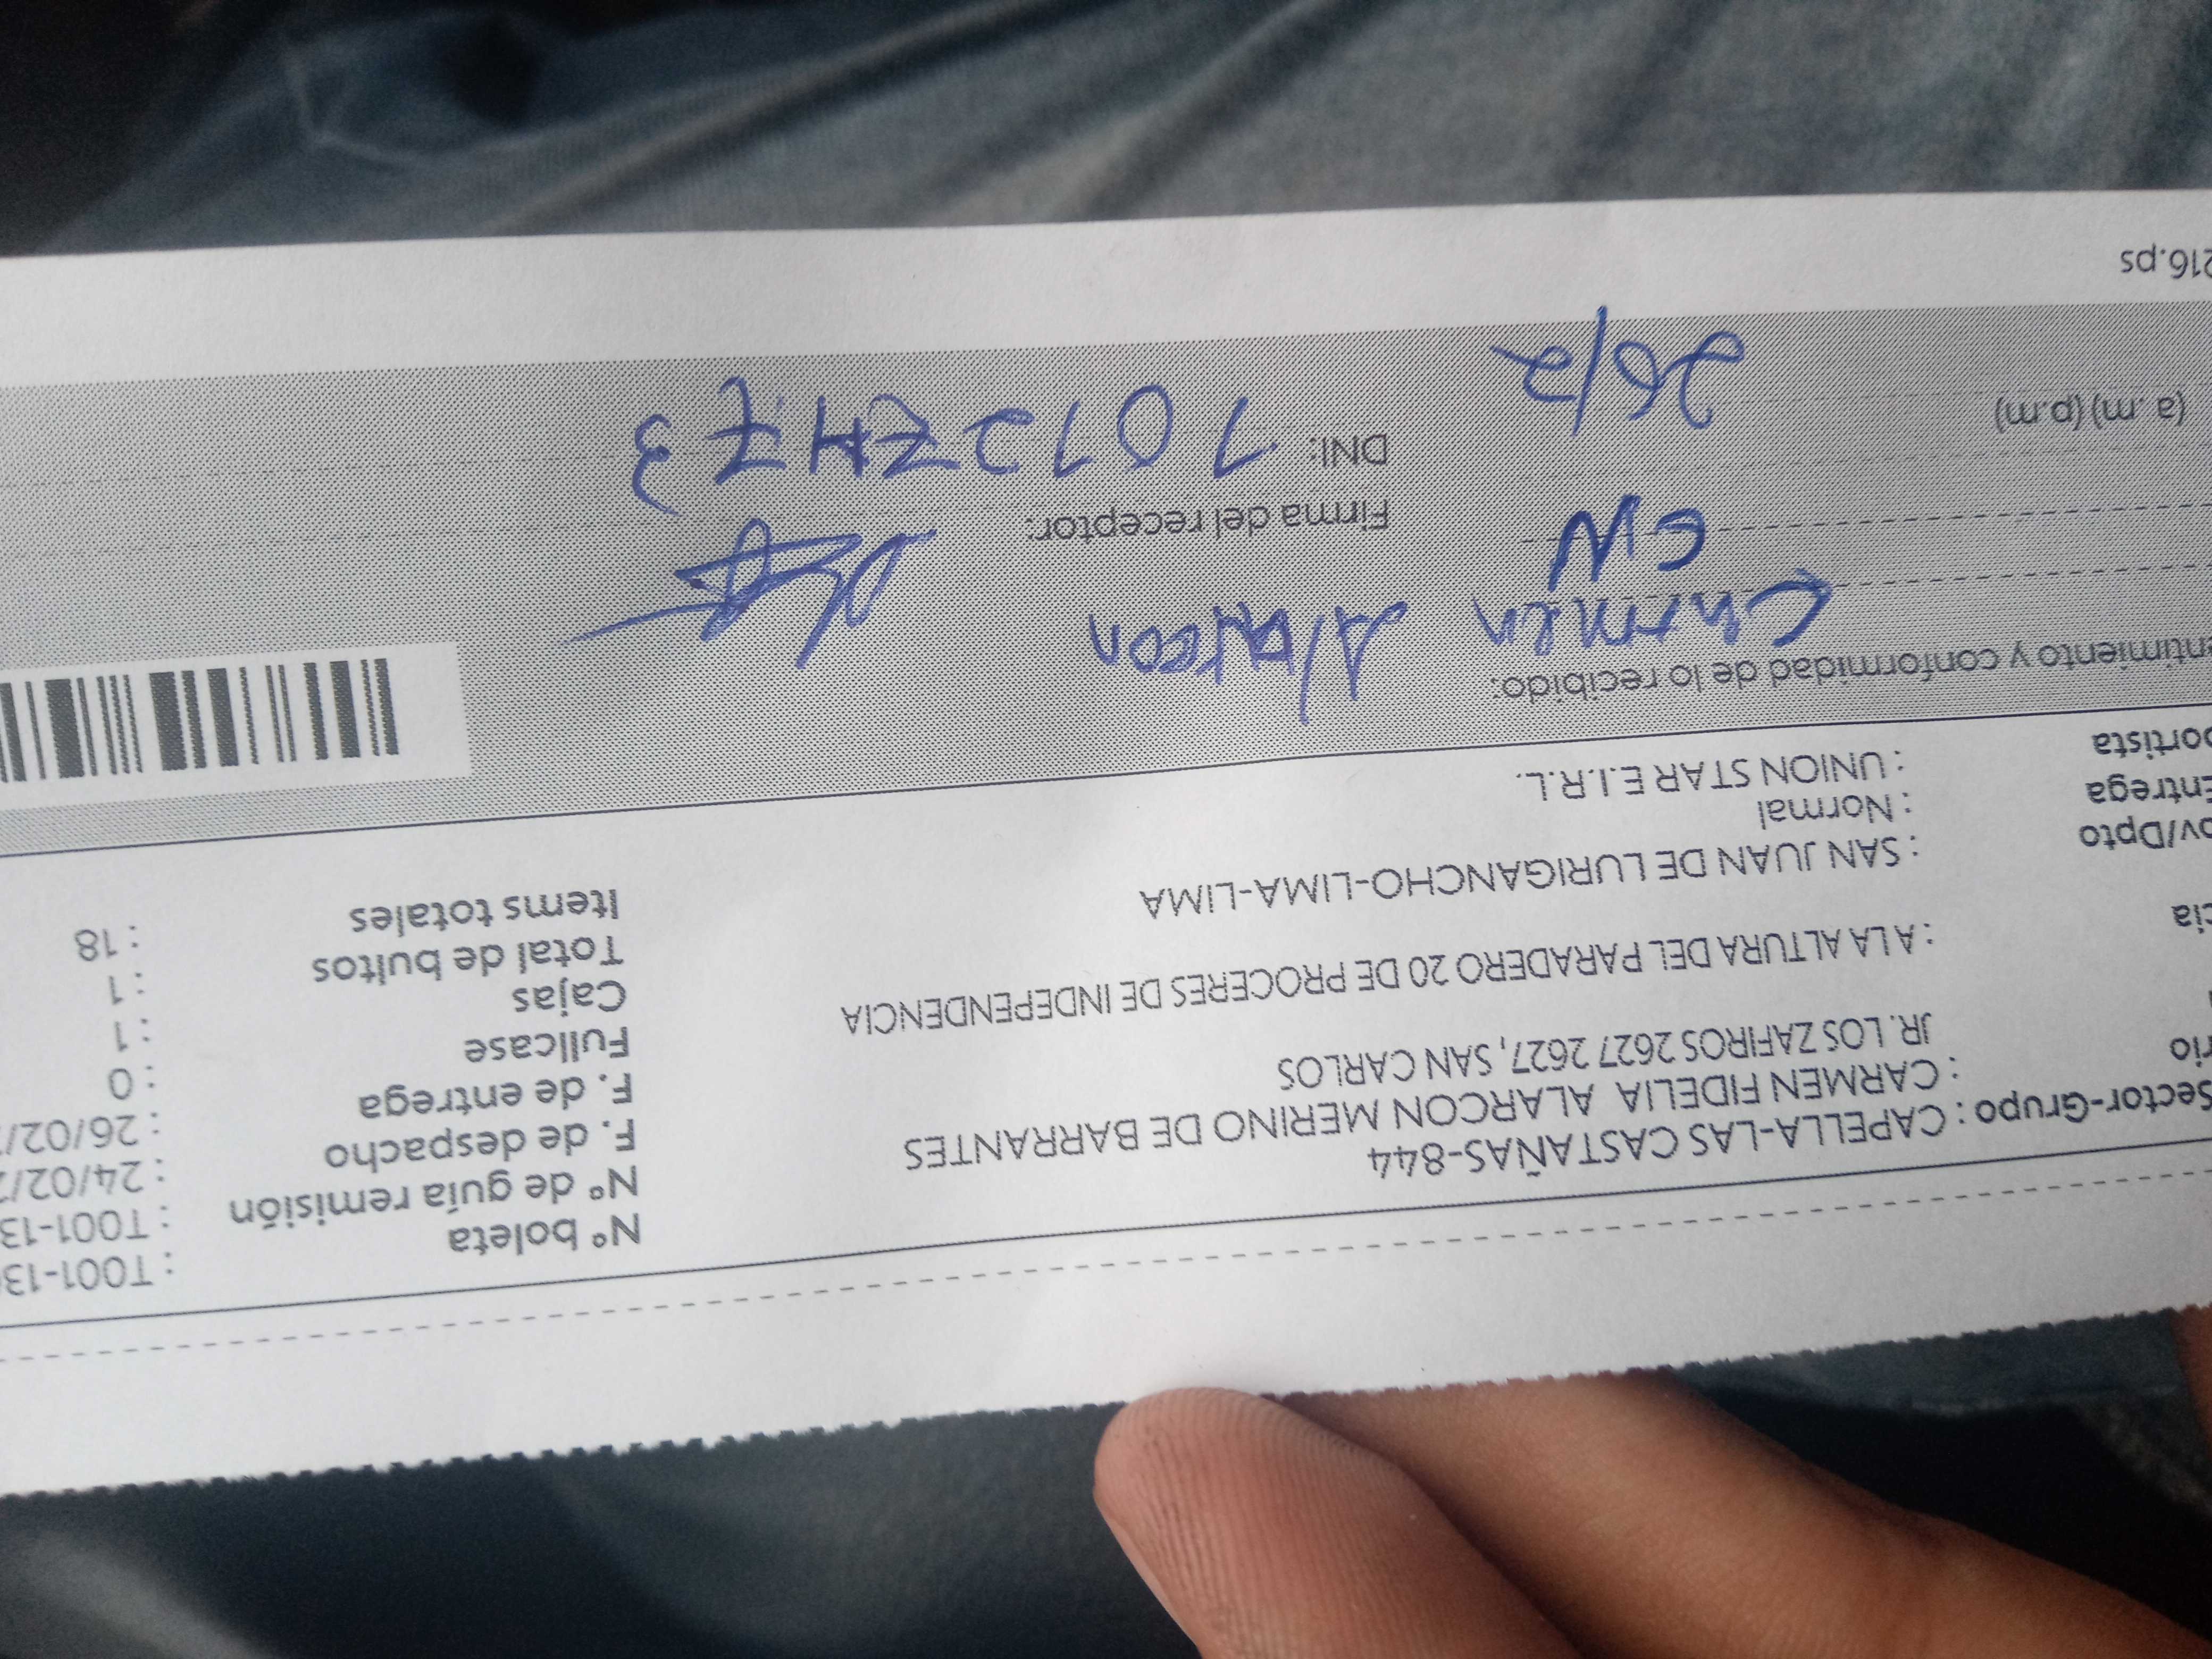 Sector-Grupo : CAPELLA-LAS CASTAÑAS-844
rio : CARMEN FIDELIA ALARCON MERINO DE BARRANTES
JR. LOS ZAFIROS 2627 2627, SAN CARLOS
cia : A LA ALTURA DEL PARADERO 20 DE PROCERES DE INDEPENDENCIA
ov/Dpto : SAN JUAN DE LURIGANCHO-LIMA-LIMA
Entrega : Normal
portista : UNION STAR E.I.R.L.
N° boleta : T001-13
N° de guía remisión : T001-13
F. de despacho : 24/02/
F. de entrega : 26/02/
Fullcase : 0
Cajas : 1
Total de bultos : 1
Items totales : 18
entimiento y conformidad de lo recibido:
Carmen Alarcon
EN
Firma del receptor:
(a.m) (p.m)
26/2
DNI:
216.ps